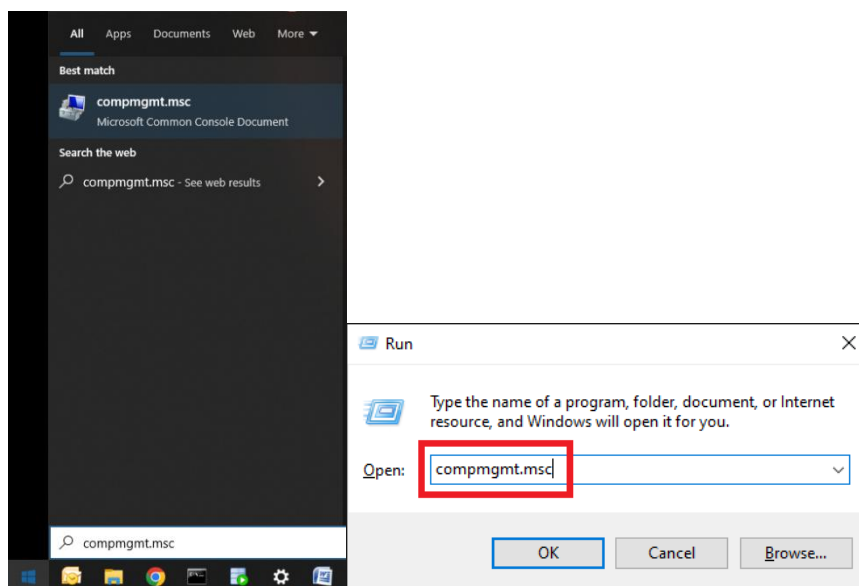 All Apps Documents Web More
Best match
compmgmt.msc
Microsoft Common Console Document
Search the web
compmgmt.msc - See web results
compmgmt.msc
Run
Type the name of a program, folder, document, or Internet
resource, and Windows will open it for you.
Open: compmgmt.msc
OK Cancel Browse...